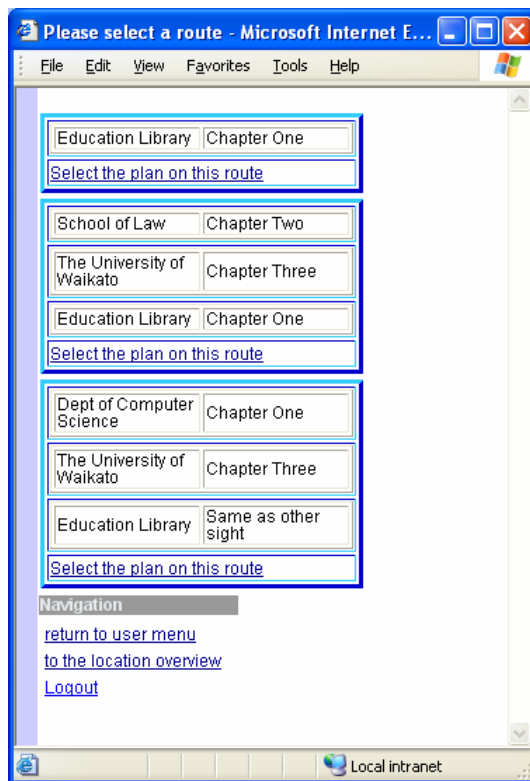 Please select a route - Microsoft Internet E...
File Edit View Favorites Tools Help
Education Library Chapter One
Select the plan on this route
School of Law Chapter Two
The University of
Waikato Chapter Three
Education Library Chapter One
Select the plan on this route
Dept of Computer
Science Chapter One
The University of
Waikato Chapter Three
Education Library Same as other
sight
Select the plan on this route
Navigation
return to user menu
to the location overview
Logout
Local intranet